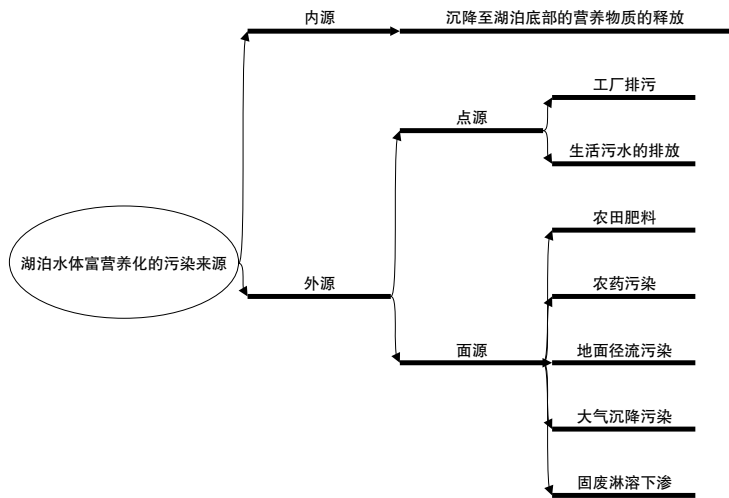 内源
沉降至湖泊底部的营养物质的释放
工厂排污
点源
生活污水的排放
农田肥料
湖泊水体富营养化的污染来源
外源
农药污染
面源
地面径流污染
大气沉降污染
固废淋溶下渗